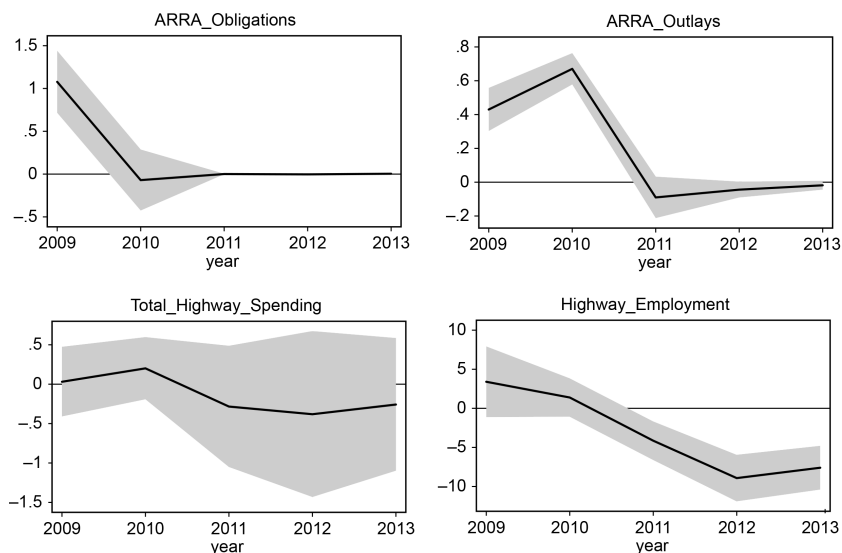 ARRA_Obligations
1.5
1
.5
0
–.5
2009 2010 2011 2012 2013
year
ARRA_Outlays
.8
.6
.4
.2
0
–.2
2009 2010 2011 2012 2013
year
Total_Highway_Spending
.5
0
–.5
–1
–1.5
2009 2010 2011 2012 2013
year
Highway_Employment
10
5
0
–5
–10
2009 2010 2011 2012 2013
year